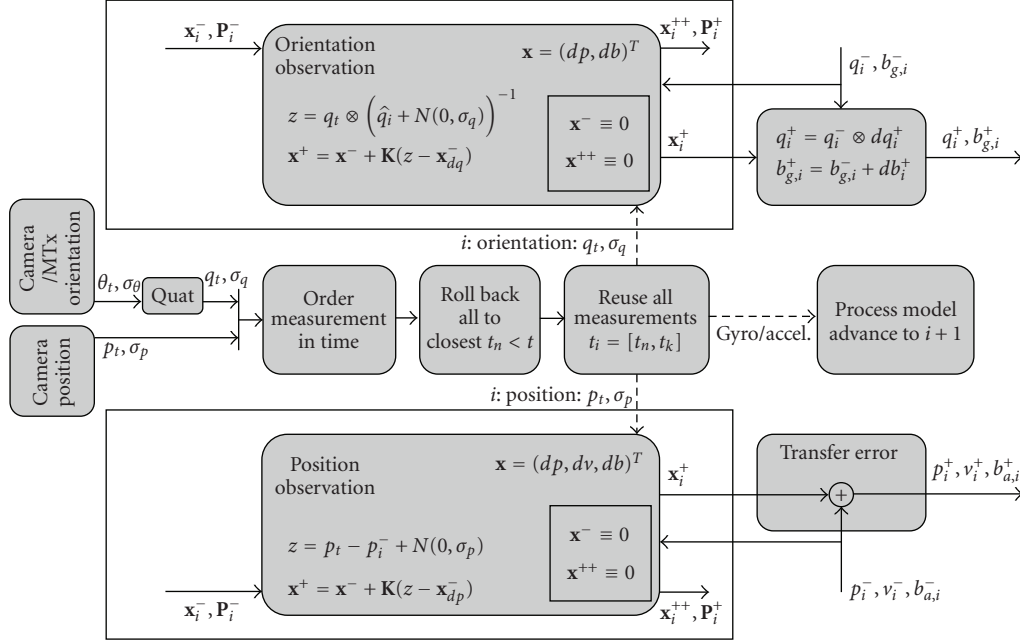 x_i^-, P_i^-
Orientation
observation
x = (dp, db)^T
z = q_t ⊗ (q̂_i + N(0, σ_q))^{-1}
x^+ = x^- + K(z − x_{dq}^-)
x^- ≡ 0
x^{++} ≡ 0
x_i^{++}, P_i^+
x_i^+
q_i^-, b_{g,i}^-
q_i^+ = q_i^- ⊗ dq_i^+
b_{g,i}^+ = b_{g,i}^- + db_i^+
q_i^+, b_{g,i}^+
i: orientation: q_t, σ_q
Camera
/MTx
orientation
θ_t, σ_θ
Quat
q_t, σ_q
Camera
position
p_t, σ_p
Order
measurement
in time
Roll back
all to
closest t_n < t
Reuse all
measurements
t_i = [t_n, t_k]
Gyro/accel.
Process model
advance to i + 1
i: position: p_t, σ_p
Position
observation
x = (dp, dv, db)^T
z = p_t − p_i^- + N(0, σ_p)
x^+ = x^- + K(z − x_{dp}^-)
x^- ≡ 0
x^{++} ≡ 0
x_i^-, P_i^-
x_i^+
x_i^{++}, P_i^+
Transfer error
+
p_i^+, v_i^+, b_{a,i}^+
p_i^-, v_i^-, b_{a,i}^-